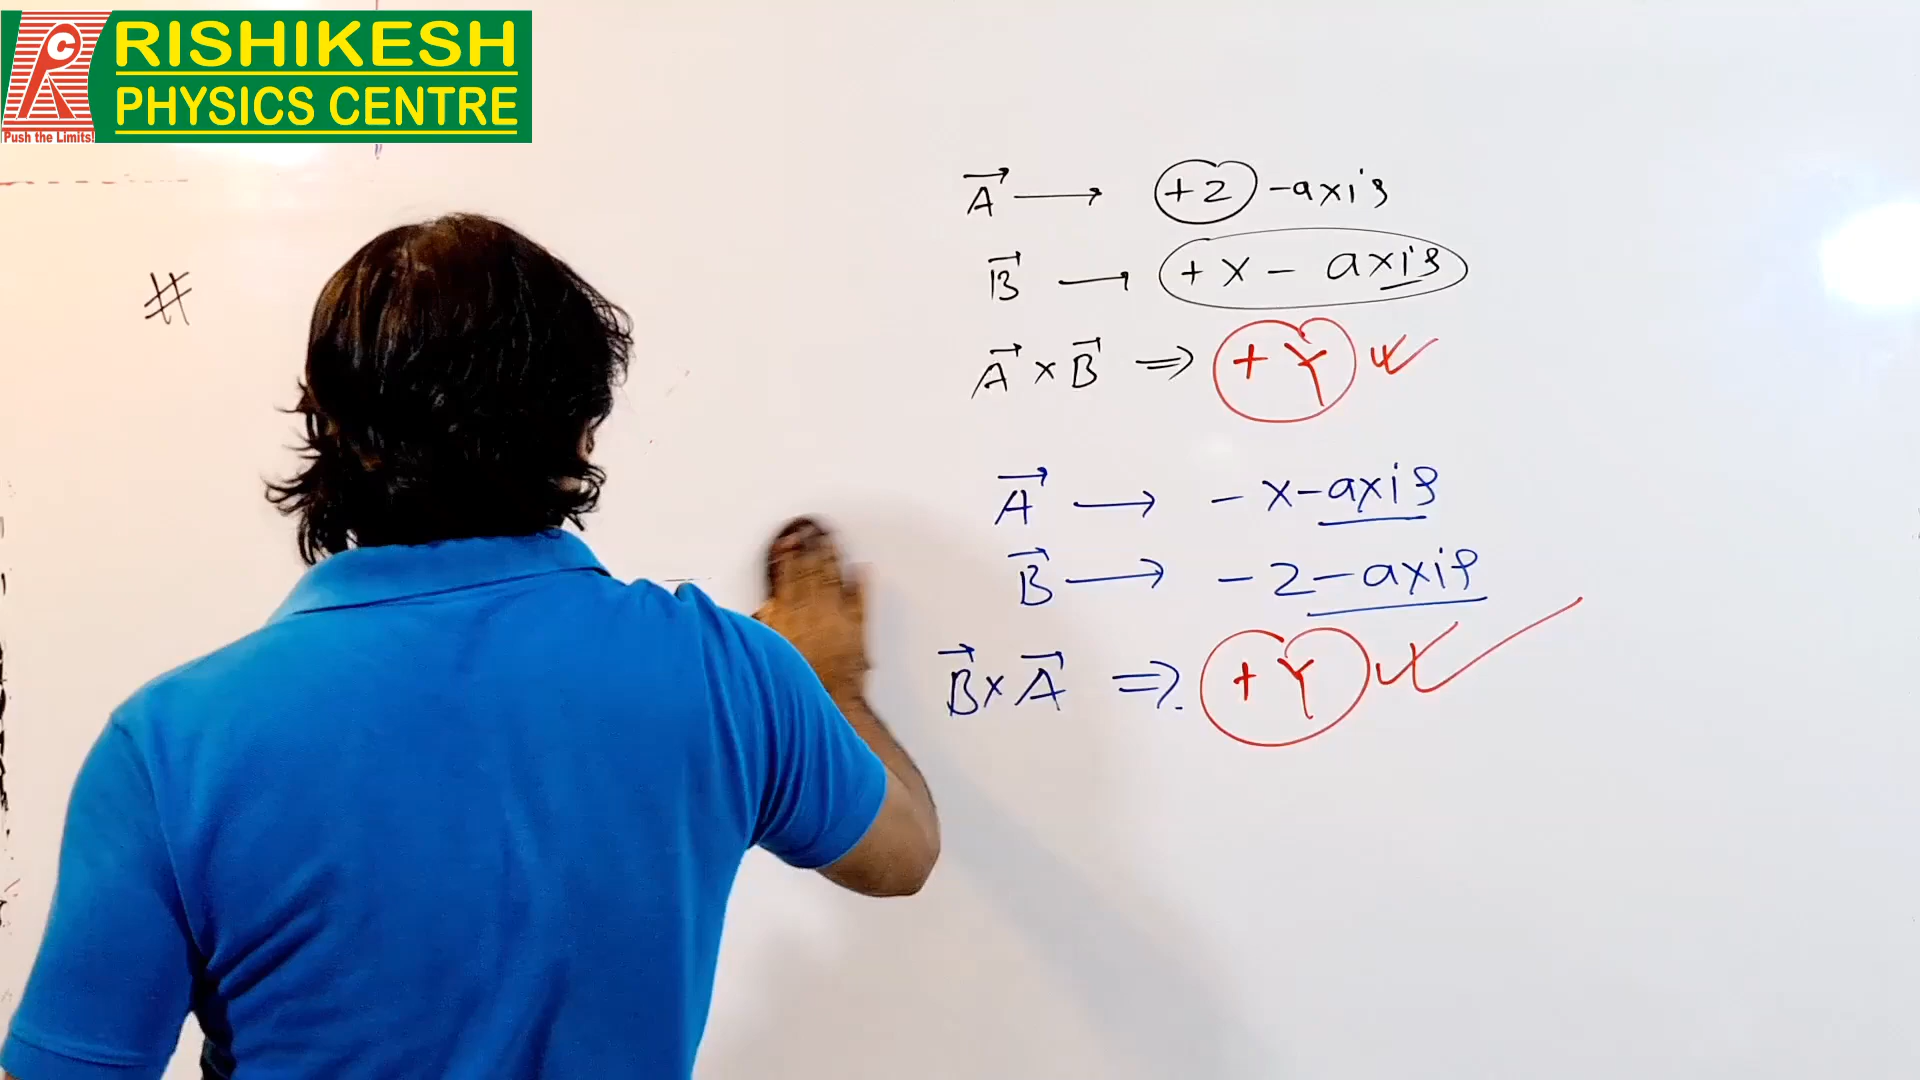 RISHIKESH
PHYSICS CENTRE
Push the Limits!
#
A⃗ ⟶ +Z -axis
B⃗ ⟶ +X - axis
A⃗ × B⃗ ⇒ +Y
A⃗ ⟶ -X-axis
B⃗ ⟶ -Z-axis
B⃗ × A⃗ ⇒ +Y